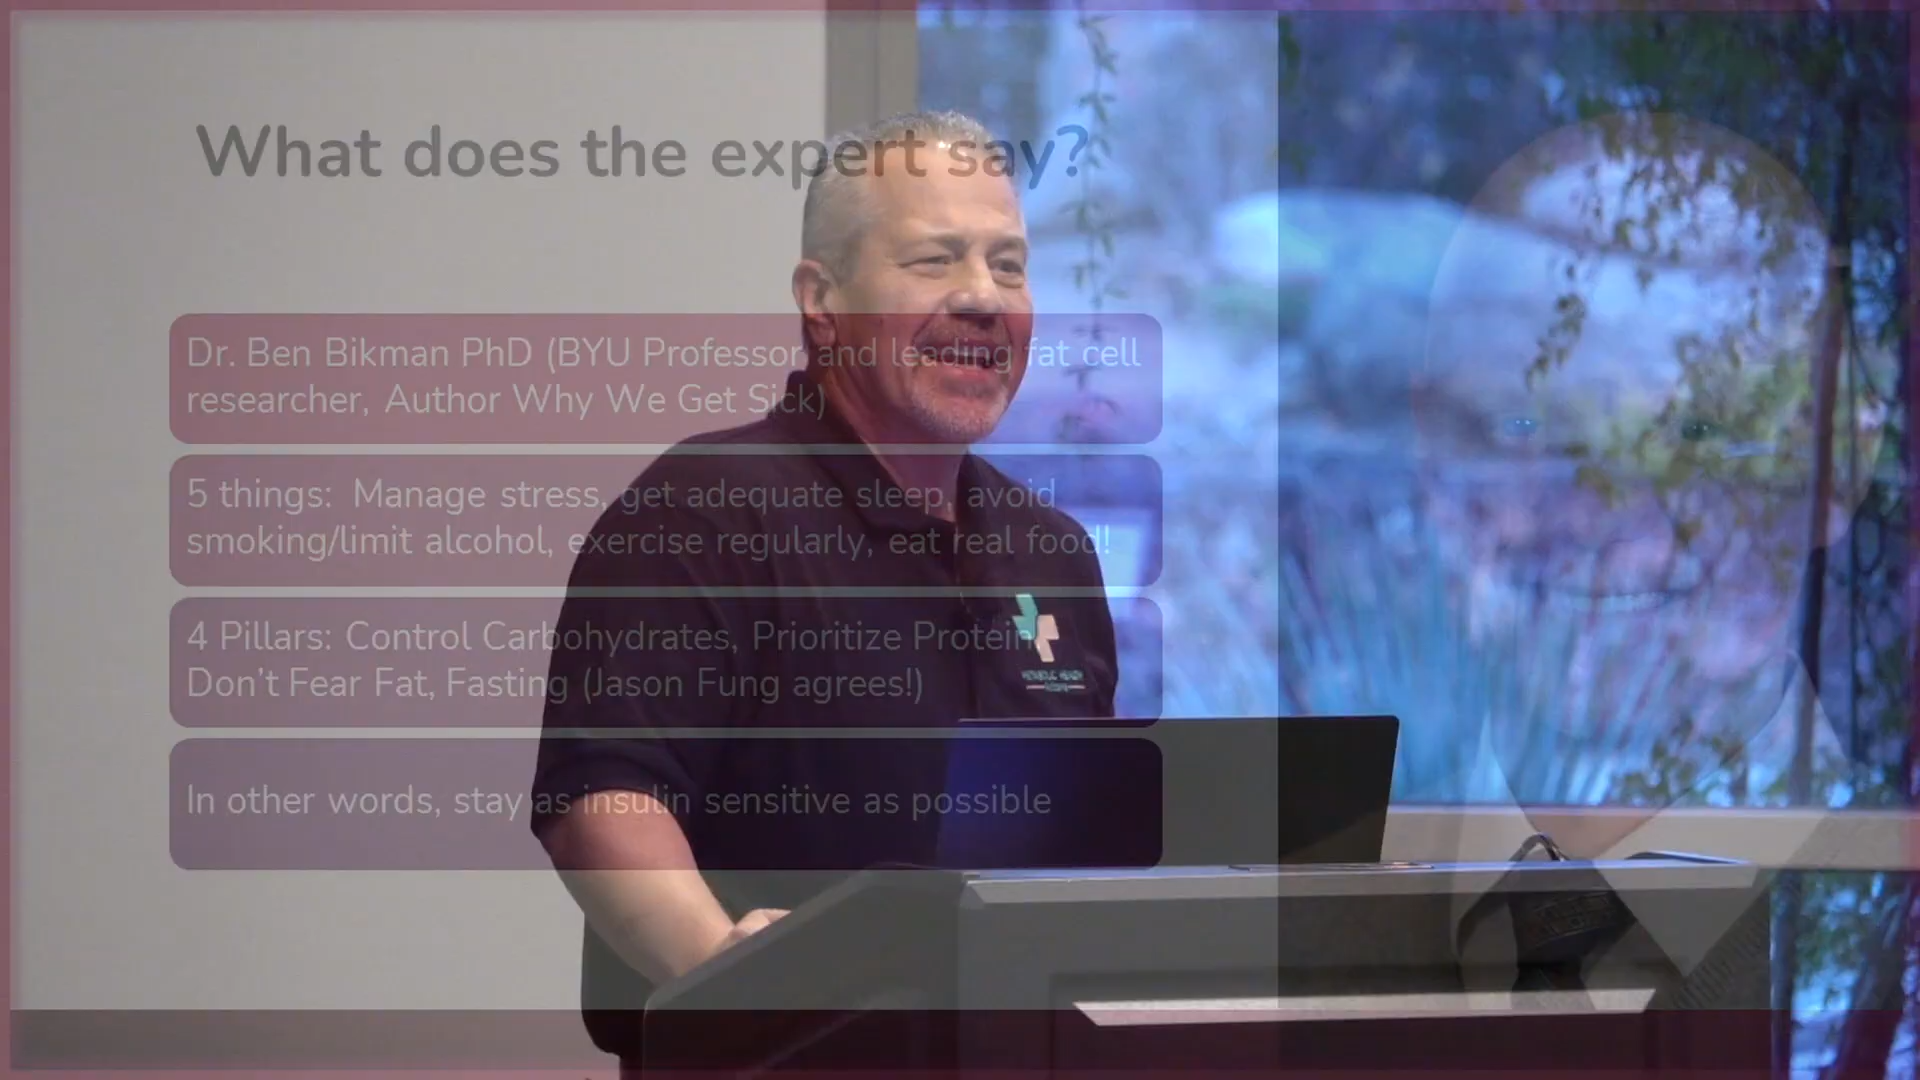 What does the expert say?
Dr. Ben Bikman PhD (BYU Professor and leading fat cell
researcher, Author Why We Get Sick)
5 things:  Manage stress, get adequate sleep, avoid
smoking/limit alcohol, exercise regularly, eat real food!
4 Pillars: Control Carbohydrates, Prioritize Protein,
Don't Fear Fat, Fasting (Jason Fung agrees!)
In other words, stay as insulin sensitive as possible
METABOLIC HEALTH